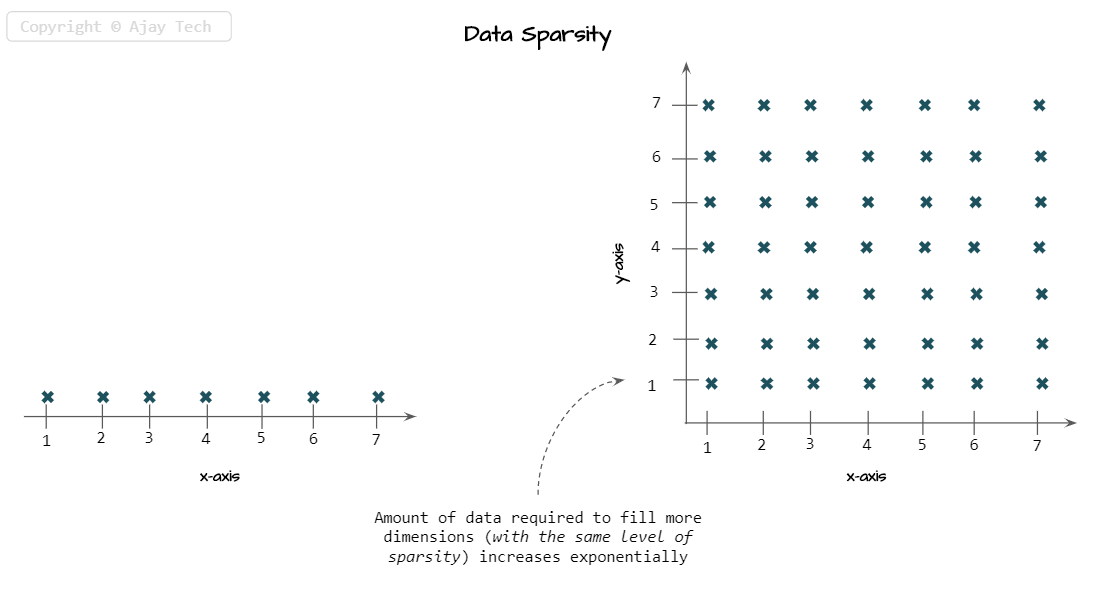 Copyright © Ajay Tech
Data Sparsity
1 2 3 4 5 6 7
x-axis
7
6
5
4
3
2
1
y-axis
1 2 3 4 5 6 7
x-axis
Amount of data required to fill more
dimensions (with the same level of
sparsity) increases exponentially